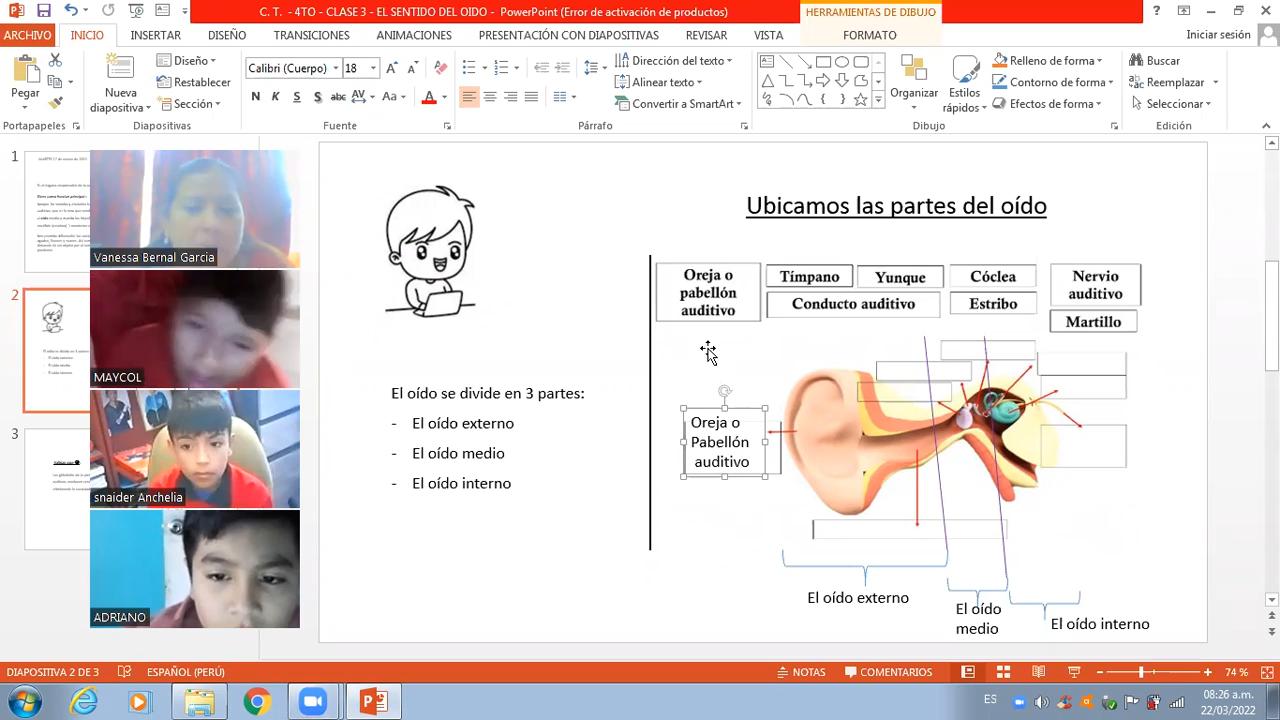 C. T. - 4TO - CLASE 3 - EL SENTIDO DEL OIDO - PowerPoint (Error de activación de productos)
HERRAMIENTAS DE DIBUJO
ARCHIVO INICIO INSERTAR DISEÑO TRANSICIONES ANIMACIONES PRESENTACIÓN CON DIAPOSITIVAS REVISAR VISTA FORMATO
Iniciar sesión
Pegar
Portapapeles
Nueva
diapositiva
Diseño
Restablecer
Sección
Diapositivas
Calibri (Cuerpo) 18
N K S S abc AV Aa A
Fuente
Párrafo
Dirección del texto
Alinear texto
Convertir a SmartArt
Organizar
Estilos
rápidos
Relleno de forma
Contorno de forma
Efectos de forma
Dibujo
Buscar
Reemplazar
Seleccionar
Edición
1
2
3
Vanessa Bernal Garcia
MAYCOL
snaider Anchelia
ADRIANO
Ubicamos las partes del oído
Oreja o
pabellón
auditivo
Tímpano
Yunque
Cóclea
Nervio
auditivo
Conducto auditivo
Estribo
Martillo
El oído se divide en 3 partes:
- El oído externo
- El oído medio
- El oído interno
Oreja o
Pabellón
auditivo
El oído externo
El oído
medio
El oído interno
DIAPOSITIVA 2 DE 3
ESPAÑOL (PERÚ)
NOTAS
COMENTARIOS
74 %
ES
08:26 a.m.
22/03/2022